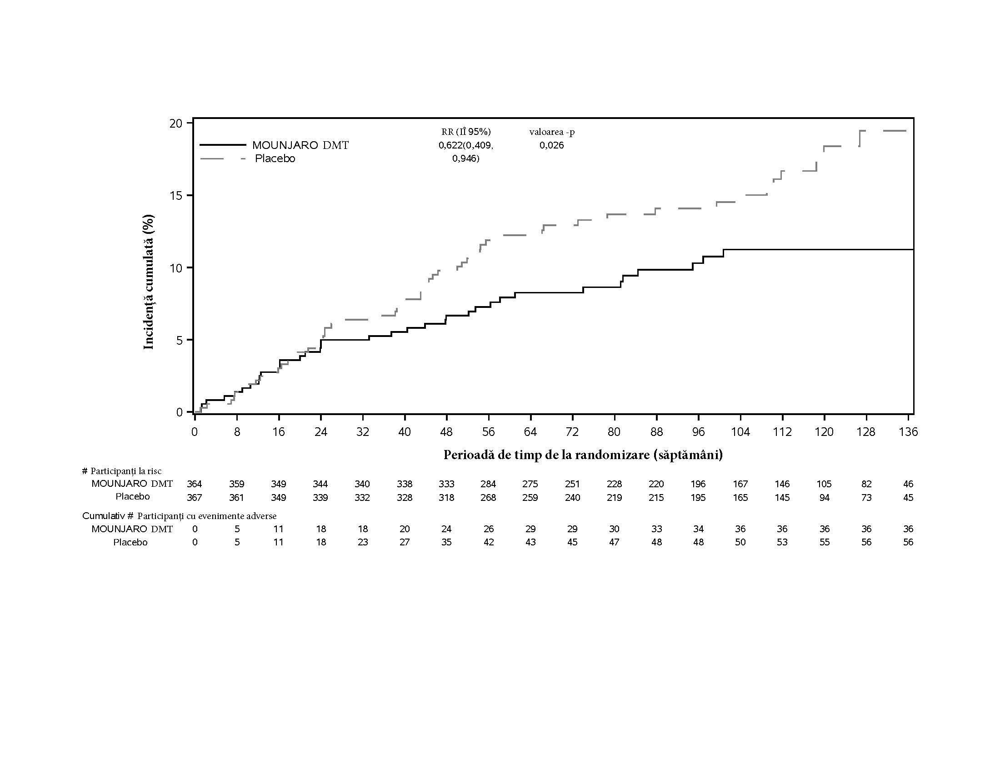 20
RR (IÎ 95%) valoarea -p
MOUNJARO DMT 0,622(0,409, 0,026
Placebo 0,946)
15
Incidență cumulată (%)
10
5
0
0 8 16 24 32 40 48 56 64 72 80 88 96 104 112 120 128 136
Perioadă de timp de la randomizare (săptămâni)
# Participanți la risc
MOUNJARO DMT 364 359 349 344 340 338 333 284 275 251 228 220 196 167 146 105 82 46
Placebo 367 361 349 339 332 328 318 268 259 240 219 215 195 165 145 94 73 45
Cumulativ # Participanți cu evenimente adverse
MOUNJARO DMT 0 5 11 18 18 20 24 26 29 29 30 33 34 36 36 36 36 36
Placebo 0 5 11 18 23 27 35 42 43 45 47 48 48 50 53 55 56 56